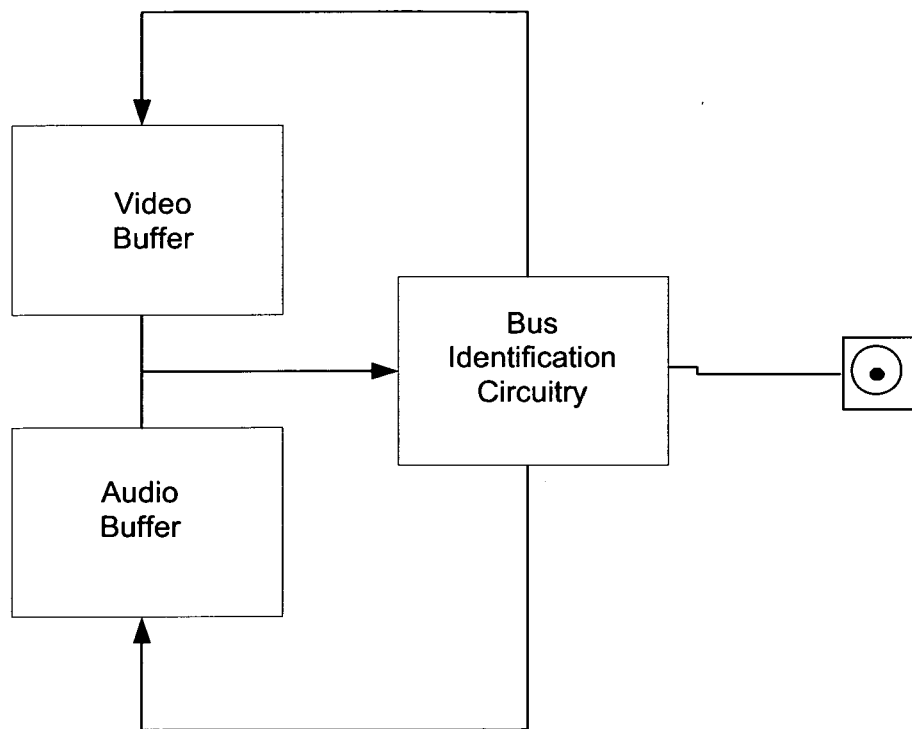 Video
Buffer
Bus
Identification
Circuitry
Audio
Buffer